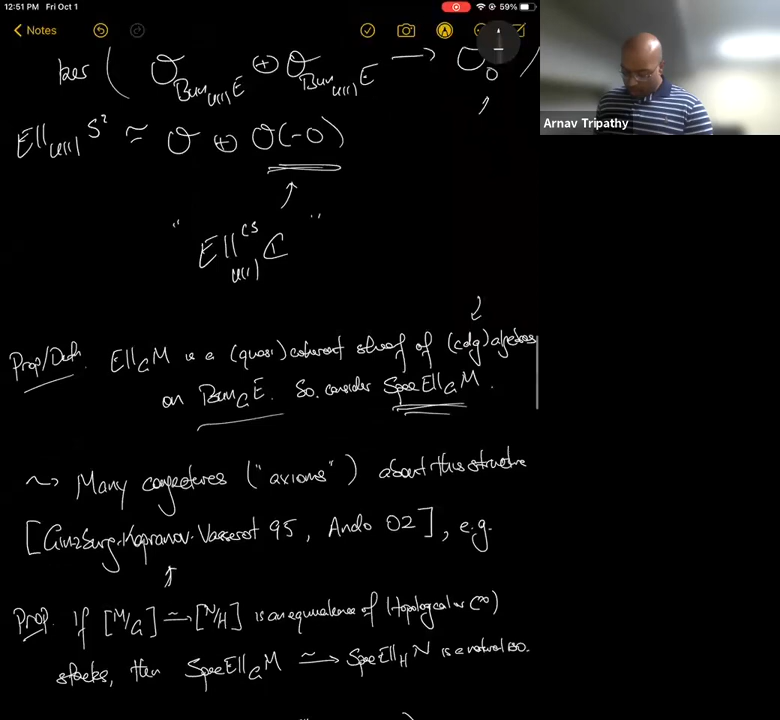 12:51 PM Fri Oct 1
59%
Notes
ker ( O_{Bun_{U(1)}E} ⊕ O_{Bun_{U(1)}E} → O_0 )
Ell_{U(1)} S² ≃ O ⊕ O(-0)
" Ell^{cs}_{U(1)} ℂ "
Arnav Tripathy
Prop/Defn. Ell_G M is a (quasi)coherent sheaf of (cdg) algebras
on Bun_G E. So consider Spec Ell_G M.
⇝ Many conjectures ("axioms") about this structure
[Ginzburg-Kapranov-Vasserot 95, Ando 02], e.g.
Prop. If [M/G] ≃→ [N/H] is an equivalence of (topological or C^∞)
stacks, then Spec Ell_G M ≃→ Spec Ell_H N is a natural iso.